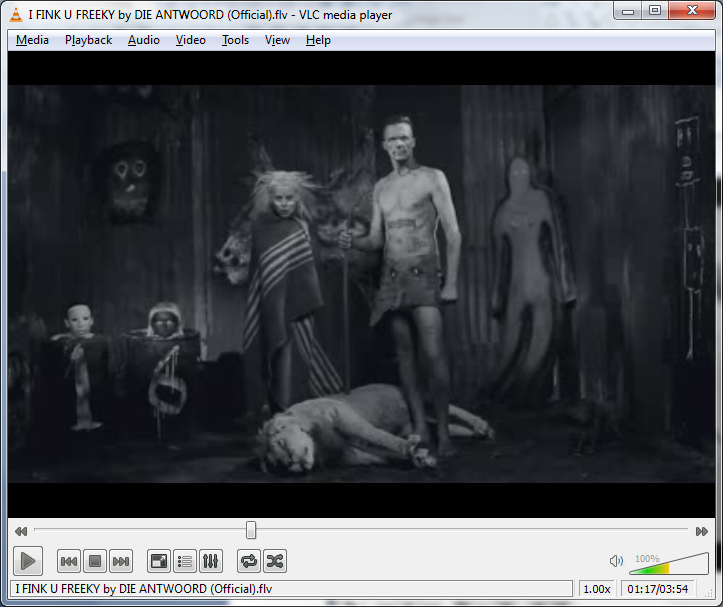 I FINK U FREEKY by DIE ANTWOORD (Official).flv - VLC media player
Media Playback Audio Video Tools View Help
100%
I FINK U FREEKY by DIE ANTWOORD (Official).flv 1.00x 01:17/03:54